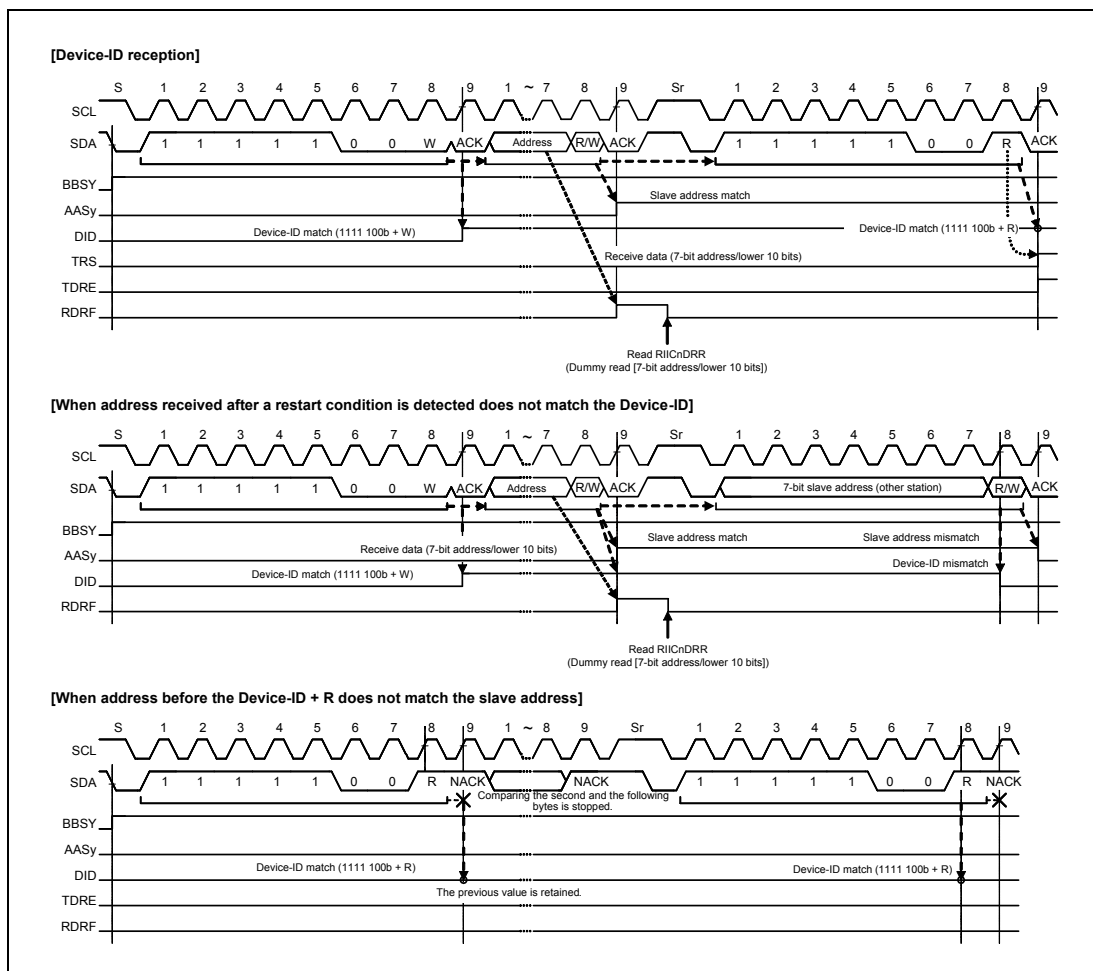 [Device-ID reception]
S 1 2 3 4 5 6 7 8 9 1 ~ 7 8 9 Sr 1 2 3 4 5 6 7 8 9
SCL
SDA 1 1 1 1 1 0 0 W ACK Address R/W ACK 1 1 1 1 1 0 0 R ACK
BBSY
Slave address match
AASy
Device-ID match (1111 100b + W) Device-ID match (1111 100b + R)
DID
TRS Receive data (7-bit address/lower 10 bits)
TDRE
RDRF
Read RIICnDRR
(Dummy read [7-bit address/lower 10 bits])
[When address received after a restart condition is detected does not match the Device-ID]
S 1 2 3 4 5 6 7 8 9 1 ~ 7 8 9 Sr 1 2 3 4 5 6 7 8 9
SCL
SDA 1 1 1 1 1 0 0 W ACK Address R/W ACK 7-bit slave address (other station) R/W ACK
BBSY
Slave address match Slave address mismatch
AASy Receive data (7-bit address/lower 10 bits)
Device-ID mismatch
DID Device-ID match (1111 100b + W)
RDRF
Read RIICnDRR
(Dummy read [7-bit address/lower 10 bits])
[When address before the Device-ID + R does not match the slave address]
S 1 2 3 4 5 6 7 8 9 1 ~ 8 9 Sr 1 2 3 4 5 6 7 8 9
SCL
SDA 1 1 1 1 1 0 0 R NACK NACK 1 1 1 1 1 0 0 R NACK
Comparing the second and the following
bytes is stopped.
BBSY
AASy
Device-ID match (1111 100b + R) Device-ID match (1111 100b + R)
DID
The previous value is retained.
TDRE
RDRF